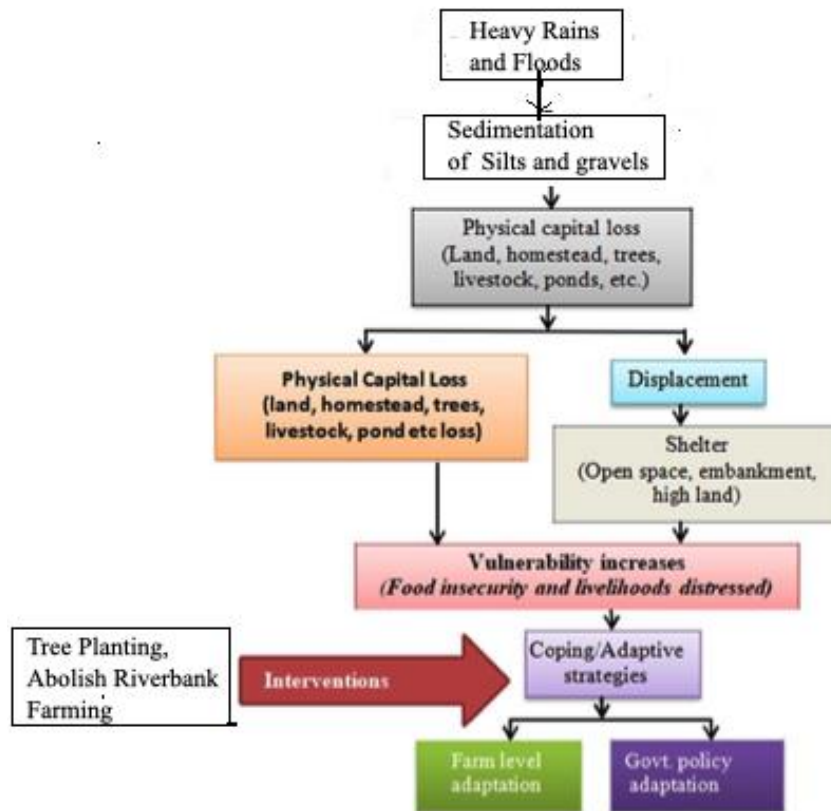 Heavy Rains
and Floods
Sedimentation
of Silts and gravels
Physical capital loss
(Land, homestead, trees,
livestock, ponds, etc.)
Physical Capital Loss
(land, homestead, trees,
livestock, pond etc loss)
Displacement
Shelter
(Open space, embankment,
high land)
Vulnerability increases
(Food insecurity and livelihoods distressed)
Tree Planting,
Abolish Riverbank
Farming
Interventions
Coping/Adaptive
strategies
Farm level
adaptation
Govt. policy
adaptation